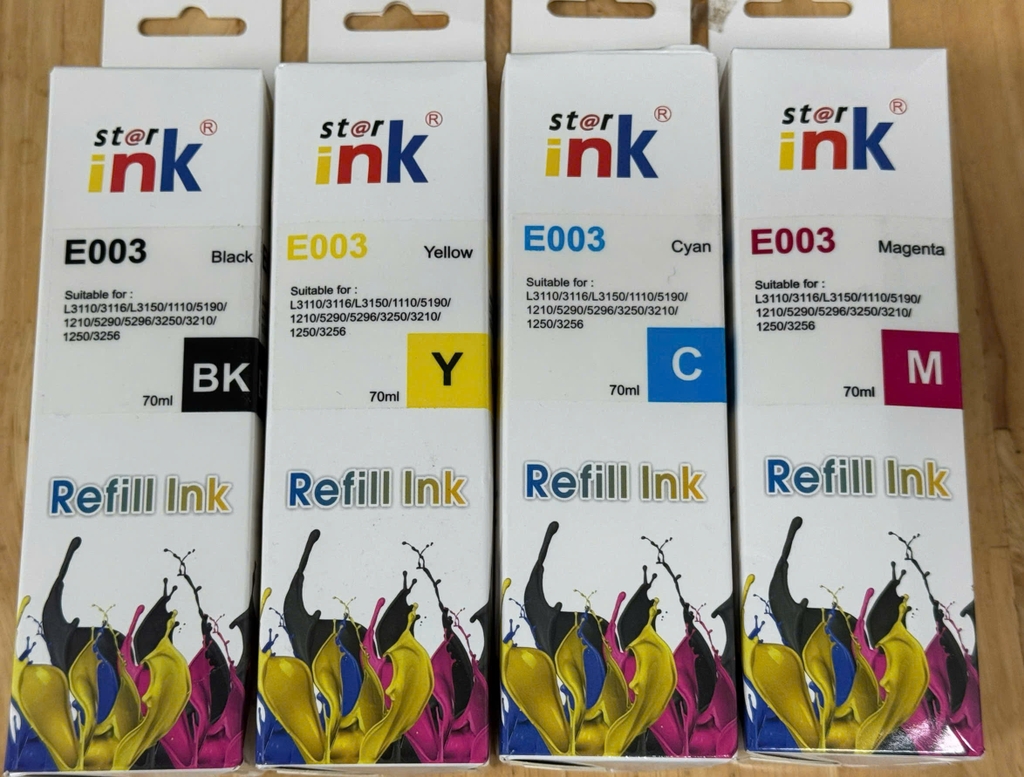 st@r
ink®
E003 Black
Suitable for :
L3110/3116/L3150/1110/5190/
1210/5290/5296/3250/3210/
1250/3256
70ml BK
Refill Ink
st@r
ink®
E003 Yellow
Suitable for :
L3110/3116/L3150/1110/5190/
1210/5290/5296/3250/3210/
1250/3256
70ml Y
Refill Ink
st@r
ink®
E003 Cyan
Suitable for :
L3110/3116/L3150/1110/5190/
1210/5290/5296/3250/3210/
1250/3256
70ml C
Refill Ink
st@r
ink®
E003 Magenta
Suitable for :
L3110/3116/L3150/1110/5190/
1210/5290/5296/3250/3210/
1250/3256
70ml M
Refill Ink